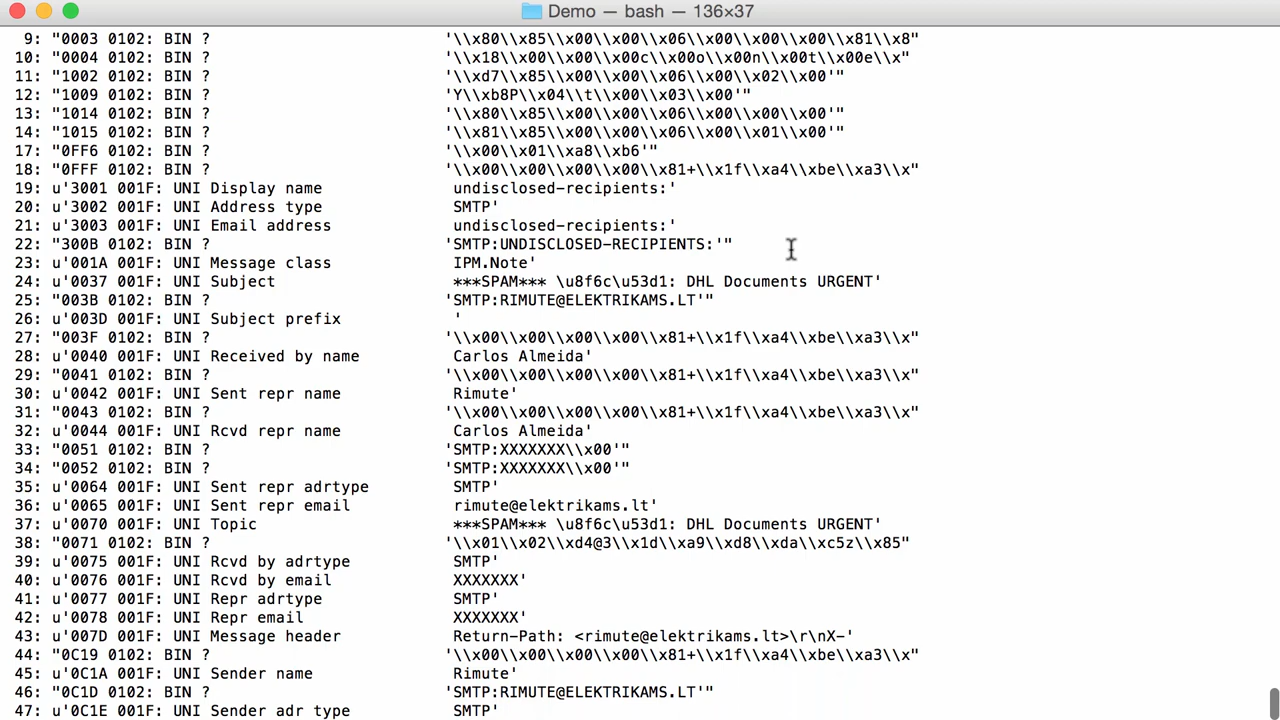 Demo — bash — 136×37
9: "0003 0102: BIN ? '\\x80\\x85\\x00\\x00\\x06\\x00\\x00\\x00\\x81\\x8"
10: "0004 0102: BIN ? '\\x18\\x00\\x00\\x00c\\x00o\\x00n\\x00t\\x00e\\x"
11: "1002 0102: BIN ? '\\xd7\\x85\\x00\\x00\\x06\\x00\\x02\\x00'"
12: "1009 0102: BIN ? 'Y\\xb8P\\x04\\t\\x00\\x03\\x00'"
13: "1014 0102: BIN ? '\\x80\\x85\\x00\\x00\\x06\\x00\\x00\\x00'"
14: "1015 0102: BIN ? '\\x81\\x85\\x00\\x00\\x06\\x00\\x01\\x00'"
17: "0FF6 0102: BIN ? '\\x00\\x01\\xa8\\xb6'"
18: "0FFF 0102: BIN ? '\\x00\\x00\\x00\\x00\\x81+\\x1f\\xa4\\xbe\\xa3\\x"
19: u'3001 001F: UNI Display name undisclosed-recipients:'
20: u'3002 001F: UNI Address type SMTP'
21: u'3003 001F: UNI Email address undisclosed-recipients:'
22: "300B 0102: BIN ? 'SMTP:UNDISCLOSED-RECIPIENTS:'"
23: u'001A 001F: UNI Message class IPM.Note'
24: u'0037 001F: UNI Subject ***SPAM*** \u8f6c\u53d1: DHL Documents URGENT'
25: "003B 0102: BIN ? 'SMTP:RIMUTE@ELEKTRIKAMS.LT'"
26: u'003D 001F: UNI Subject prefix '
27: "003F 0102: BIN ? '\\x00\\x00\\x00\\x00\\x81+\\x1f\\xa4\\xbe\\xa3\\x"
28: u'0040 001F: UNI Received by name Carlos Almeida'
29: "0041 0102: BIN ? '\\x00\\x00\\x00\\x00\\x81+\\x1f\\xa4\\xbe\\xa3\\x"
30: u'0042 001F: UNI Sent repr name Rimute'
31: "0043 0102: BIN ? '\\x00\\x00\\x00\\x00\\x81+\\x1f\\xa4\\xbe\\xa3\\x"
32: u'0044 001F: UNI Rcvd repr name Carlos Almeida'
33: "0051 0102: BIN ? 'SMTP:XXXXXXX\\x00'"
34: "0052 0102: BIN ? 'SMTP:XXXXXXX\\x00'"
35: u'0064 001F: UNI Sent repr adrtype SMTP'
36: u'0065 001F: UNI Sent repr email rimute@elektrikams.lt'
37: u'0070 001F: UNI Topic ***SPAM*** \u8f6c\u53d1: DHL Documents URGENT'
38: "0071 0102: BIN ? '\\x01\\x02\\xd4@3\\x1d\\xa9\\xd8\\xda\\xc5z\\x85"
39: u'0075 001F: UNI Rcvd by adrtype SMTP'
40: u'0076 001F: UNI Rcvd by email XXXXXXX'
41: u'0077 001F: UNI Repr adrtype SMTP'
42: u'0078 001F: UNI Repr email XXXXXXX'
43: u'007D 001F: UNI Message header Return-Path: <rimute@elektrikams.lt>\r\nX-'
44: "0C19 0102: BIN ? '\\x00\\x00\\x00\\x00\\x81+\\x1f\\xa4\\xbe\\xa3\\x"
45: u'0C1A 001F: UNI Sender name Rimute'
46: "0C1D 0102: BIN ? 'SMTP:RIMUTE@ELEKTRIKAMS.LT'"
47: u'0C1E 001F: UNI Sender adr type SMTP'